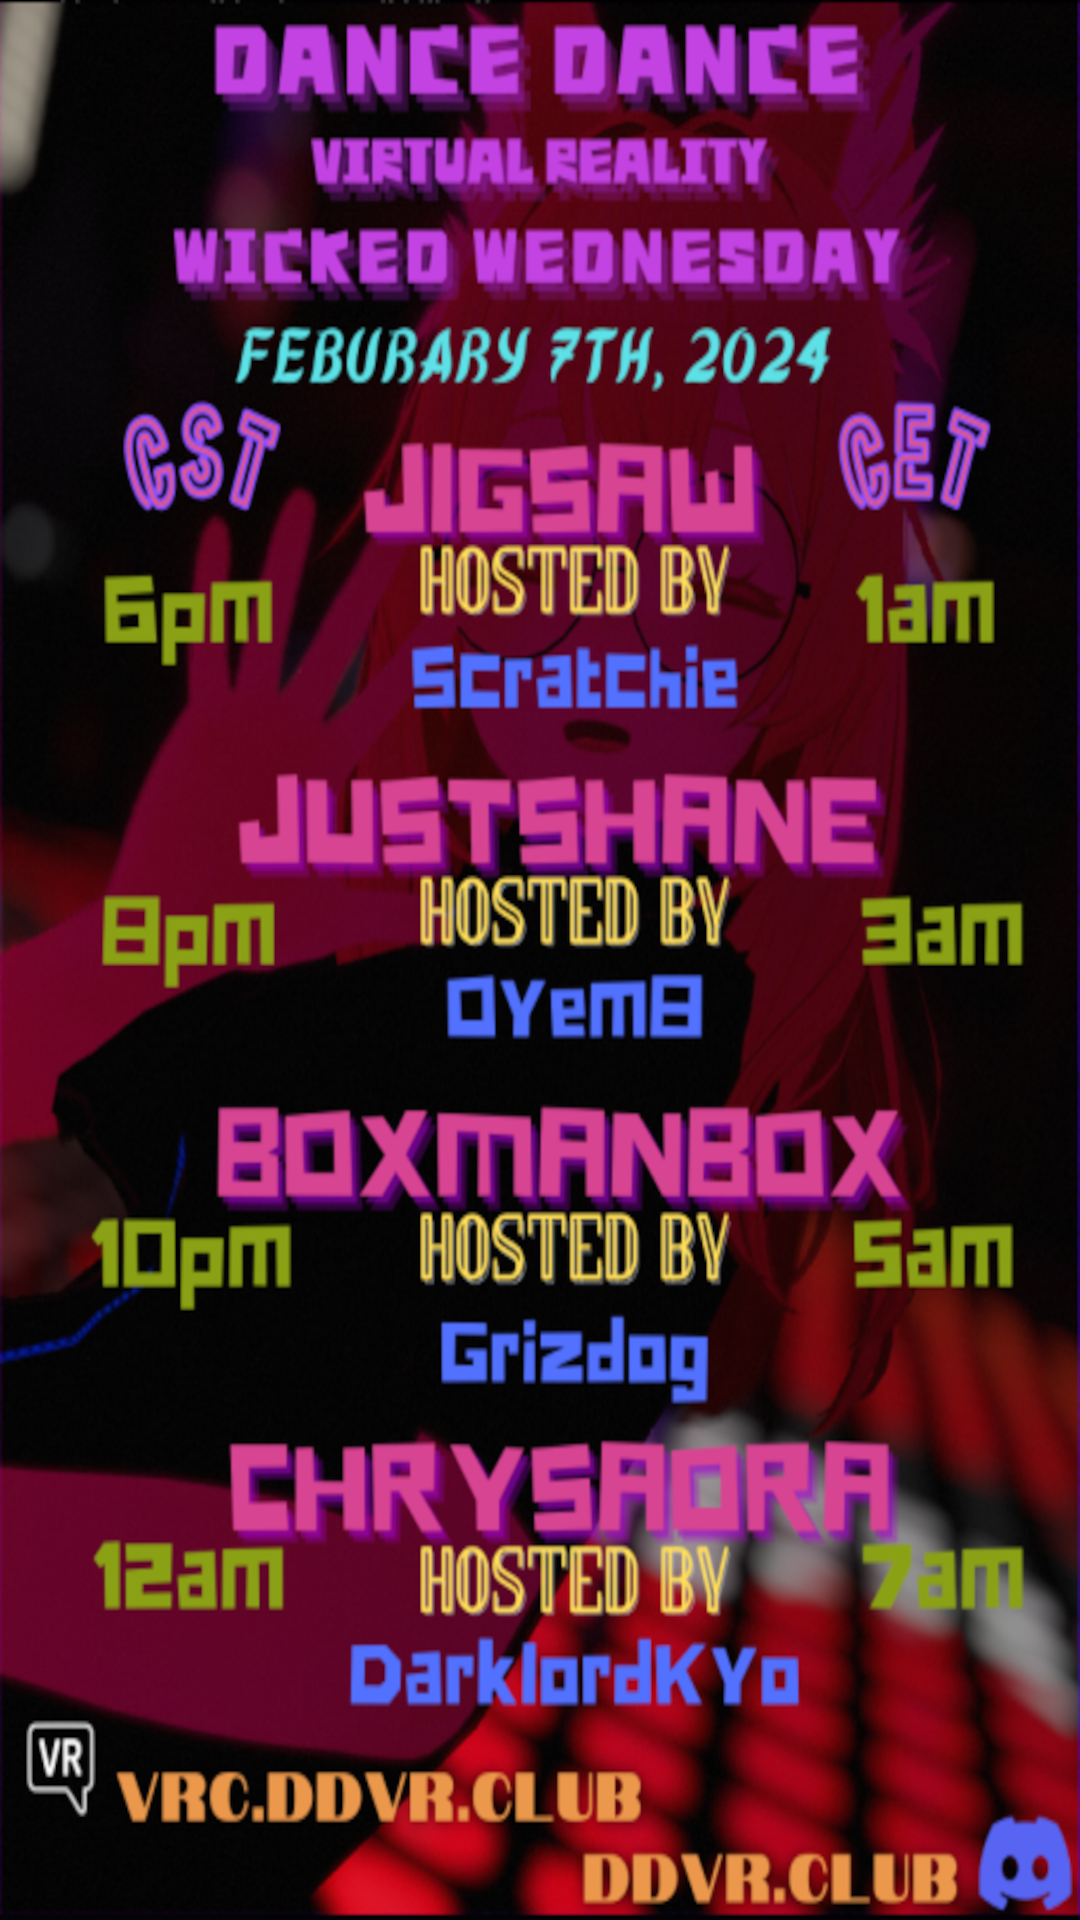 DANCE DANCE
VIRTUAL REALITY
WICKED WEDNESDAY
FEBURARY 7TH, 2024
CST
CET
JIGSAW
HOSTED BY
6pm
1am
Scratchie
JUSTSHANE
HOSTED BY
8pm
3am
OYem8
BOXMANBOX
HOSTED BY
10pm
5am
Grizdog
CHRYSAORA
HOSTED BY
12am
7am
DarklordKYo
VR
VRC.DDVR.CLUB
DDVR.CLUB